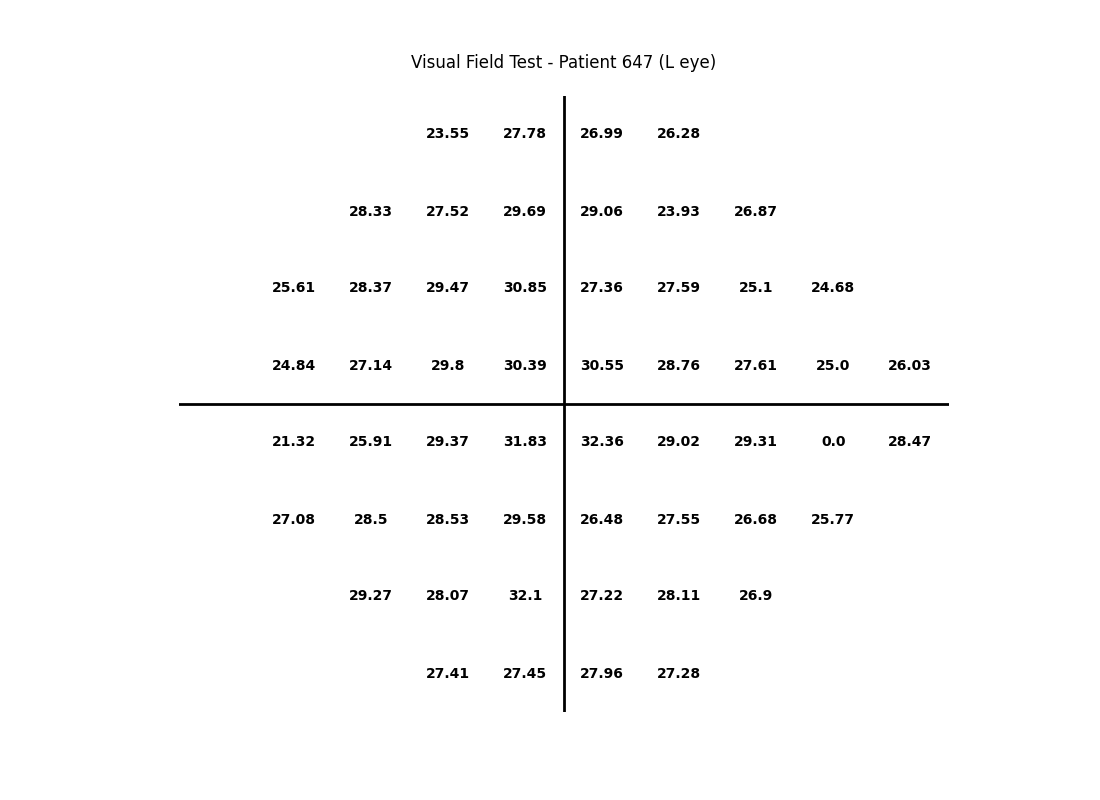 Visual Field Test - Patient 647 (L eye)
23.55 27.78 26.99 26.28
28.33 27.52 29.69 29.06 23.93 26.87
25.61 28.37 29.47 30.85 27.36 27.59 25.1 24.68
24.84 27.14 29.8 30.39 30.55 28.76 27.61 25.0 26.03
21.32 25.91 29.37 31.83 32.36 29.02 29.31 0.0 28.47
27.08 28.5 28.53 29.58 26.48 27.55 26.68 25.77
29.27 28.07 32.1 27.22 28.11 26.9
27.41 27.45 27.96 27.28